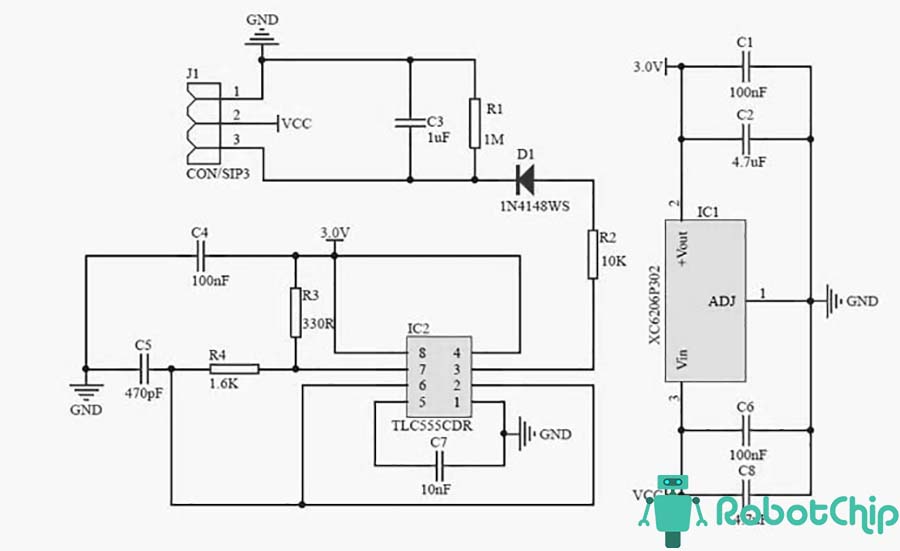 GND
J1
1
2
VCC
3
CON/SIP3
C3
1uF
R1
1M
D1
1N4148WS
R2
10K
C4
100nF
3.0V
R3
330R
C5
470pF
R4
1.6K
GND
IC2
8 4
7 3
6 2
5 1
TLC555CDR
C7
10nF
GND
C1
3.0V
100nF
C2
4.7uF
2
IC1
+Vout
XC6206P302
ADJ
1
GND
Vin
3
C6
100nF
C8
VCC
RobotChip